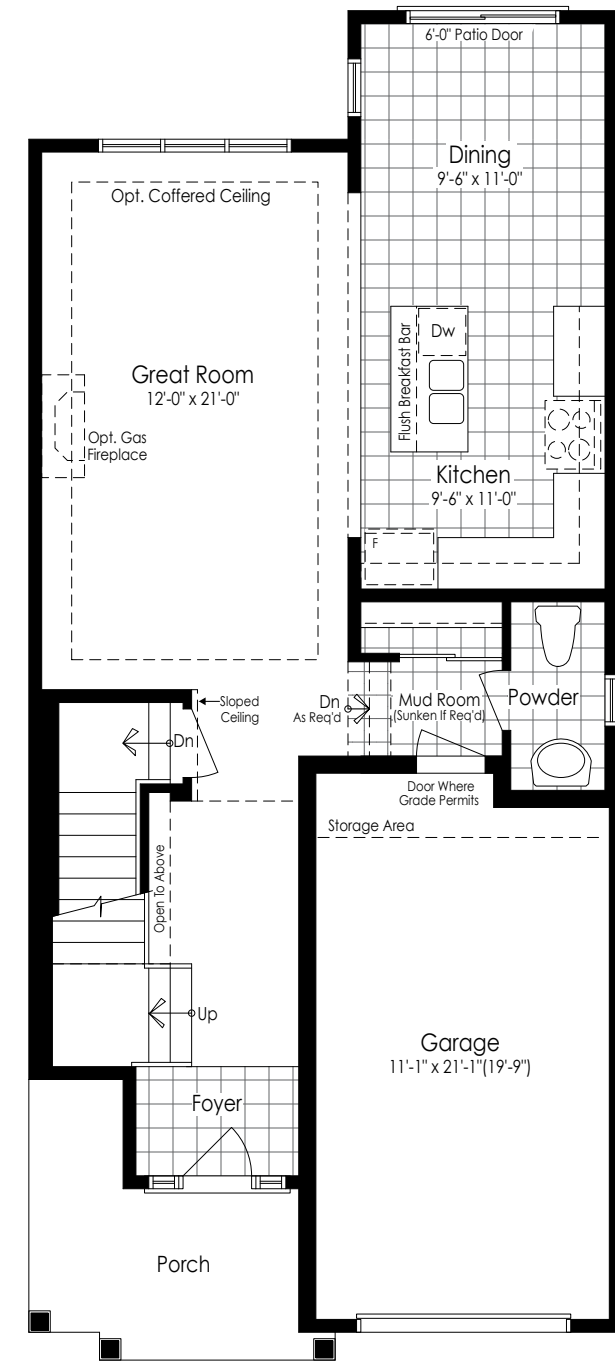 6'-0" Patio Door
Dining
9'-6" x 11'-0"
Opt. Coffered Ceiling
Great Room
12'-0" x 21'-0"
Opt. Gas
Fireplace
Flush Breakfast Bar
Dw
Kitchen
9'-6" x 11'-0"
F
Sloped
Ceiling
Dn
As Req'd
Mud Room
(Sunken If Req'd)
Powder
Dn
Door Where
Grade Permits
Storage Area
Open To Above
Up
Garage
11'-1" x 21'-1"(19'-9")
Foyer
Porch